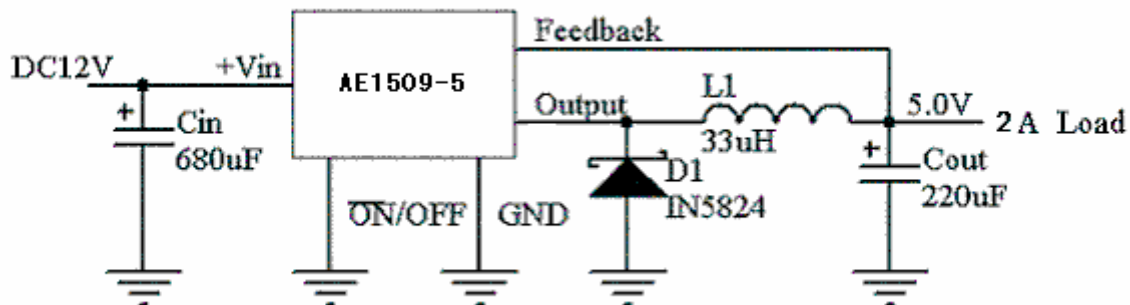 Feedback
DC12V
+Vin
AE1509-5
Output
L1
33uH
5.0V
2A Load
+
Cin
680uF
D1
IN5824
+
Cout
220uF
ON/OFF
GND